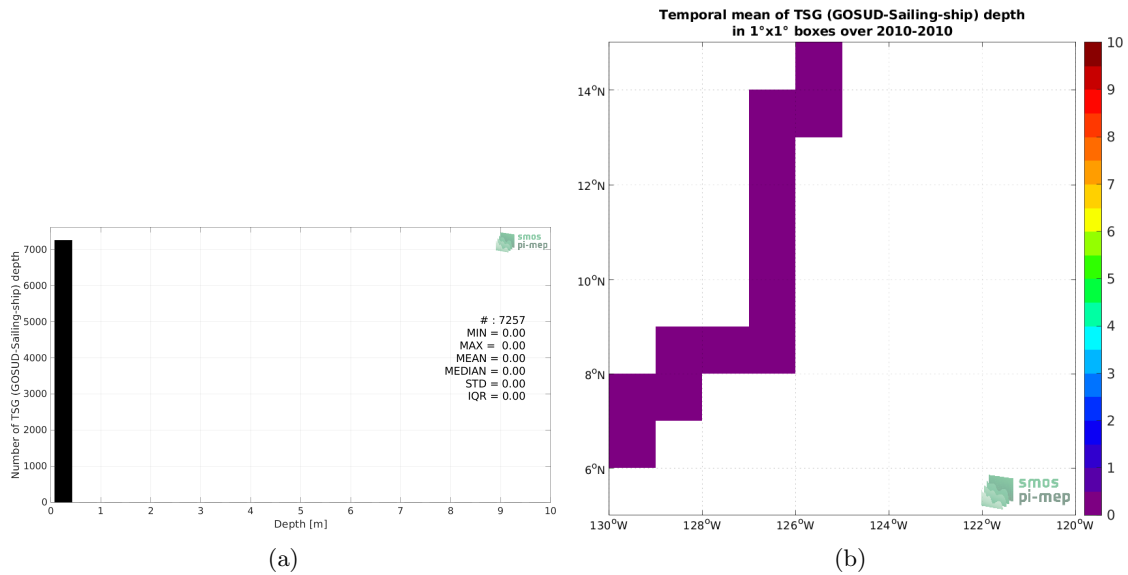 Number of TSG (GOSUD-Sailing-ship) depth
7000
6000
5000
4000
3000
2000
1000
0
smos
pi-mep
# : 7257
MIN = 0.00
MAX = 0.00
MEAN = 0.00
MEDIAN = 0.00
STD = 0.00
IQR = 0.00
0 1 2 3 4 5 6 7 8 9 10
Depth [m]
(a)
Temporal mean of TSG (GOSUD-Sailing-ship) depth
in 1°x1° boxes over 2010-2010
14°N
12°N
10°N
8°N
6°N
130°W 128°W 126°W 124°W 122°W 120°W
smos
pi-mep
10
9
8
7
6
5
4
3
2
1
0
(b)